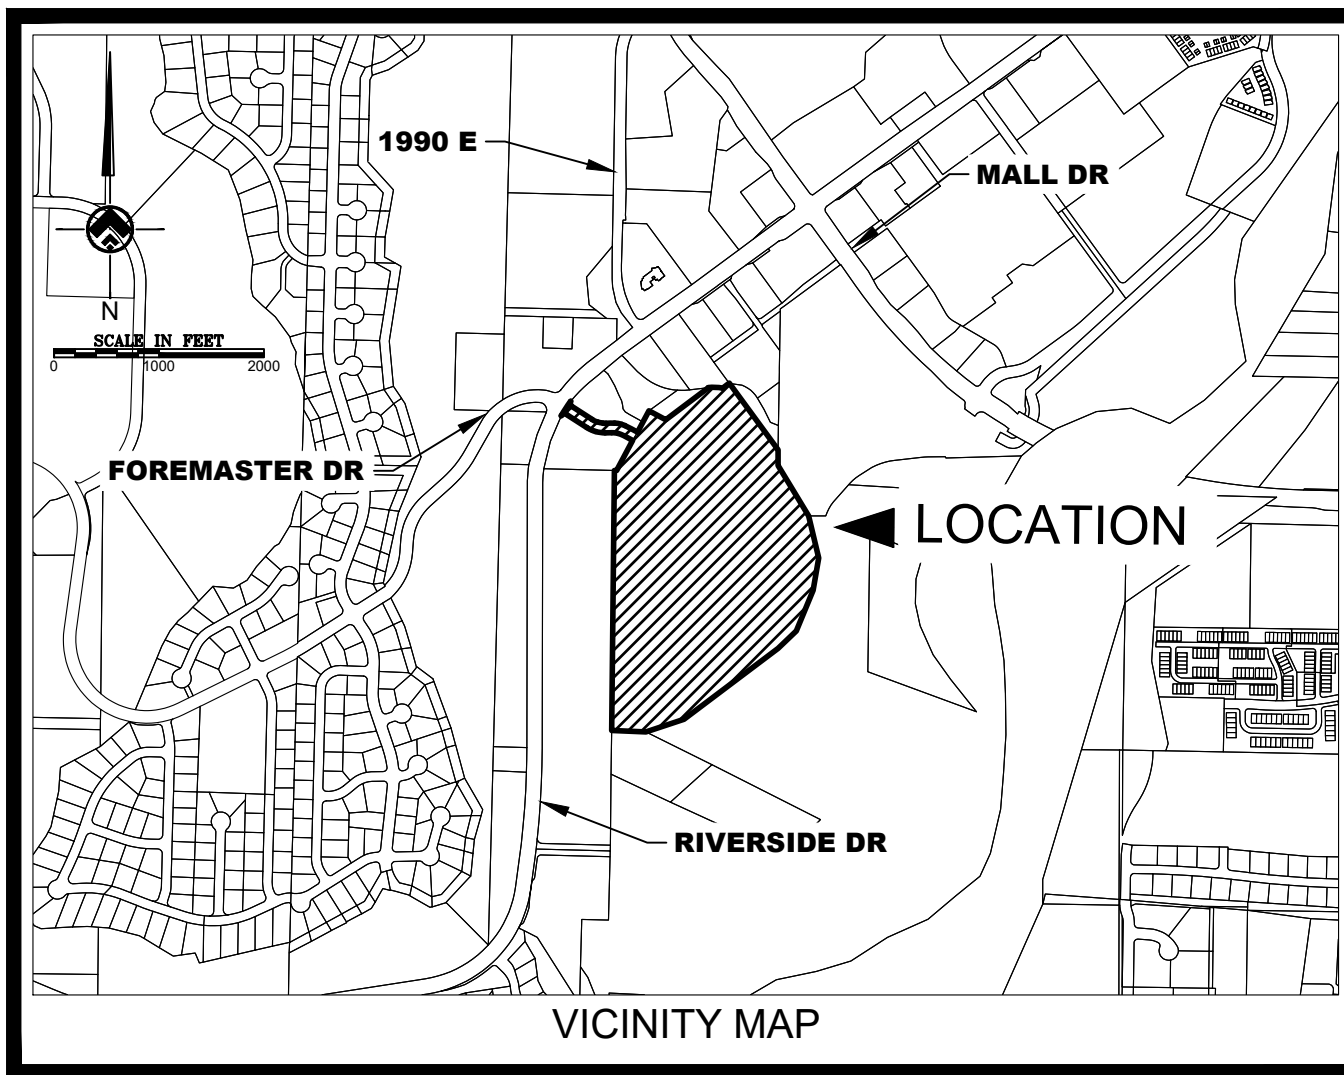 1990 E
MALL DR
N
SCALE IN FEET
0 1000 2000
FOREMASTER DR
LOCATION
RIVERSIDE DR
VICINITY MAP